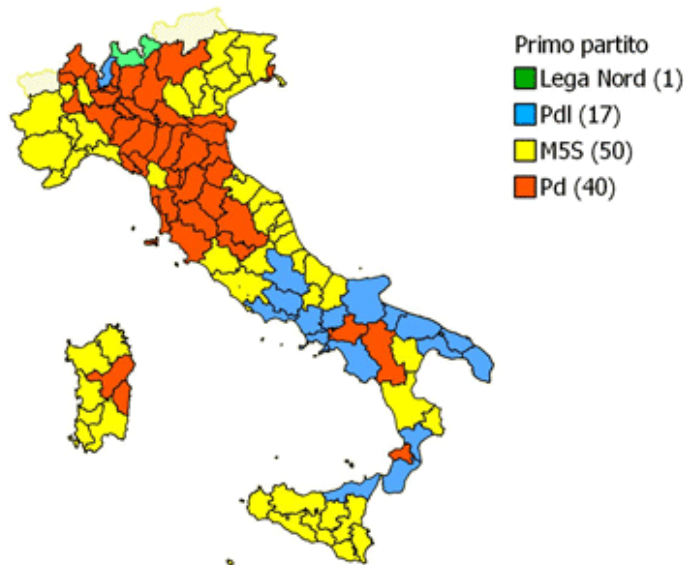 Primo partito
Lega Nord (1)
Pdl (17)
M5S (50)
Pd (40)